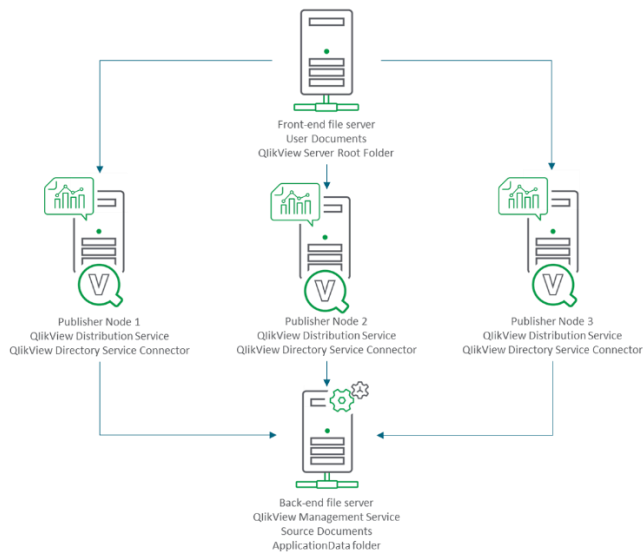 Front-end file server
User Documents
QlikView Server Root Folder
Publisher Node 1
QlikView Distribution Service
QlikView Directory Service Connector
Publisher Node 2
QlikView Distribution Service
QlikView Directory Service Connector
Publisher Node 3
QlikView Distribution Service
QlikView Directory Service Connector
Back-end file server
QlikView Management Service
Source Documents
ApplicationData folder